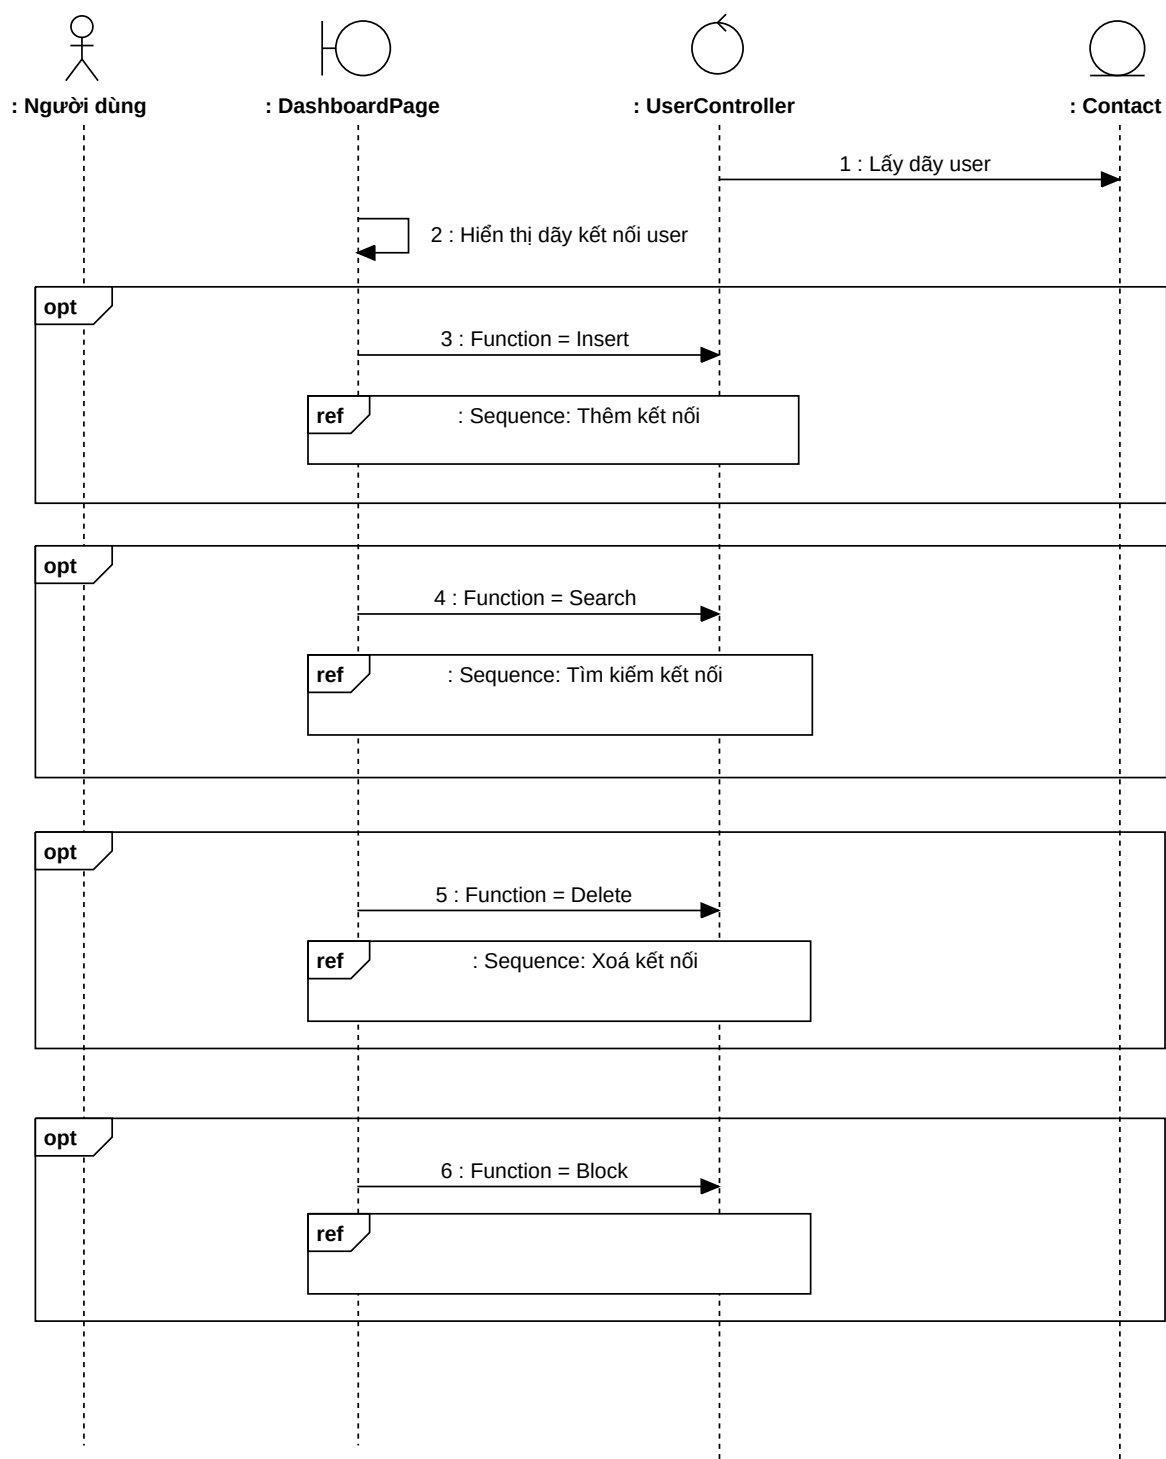 : Người dùng
: DashboardPage
: UserController
: Contact
1 : Lấy dãy user
2 : Hiển thị dãy kết nối user
opt
3 : Function = Insert
ref
: Sequence: Thêm kết nối
opt
4 : Function = Search
ref
: Sequence: Tìm kiếm kết nối
opt
5 : Function = Delete
ref
: Sequence: Xoá kết nối
opt
6 : Function = Block
ref